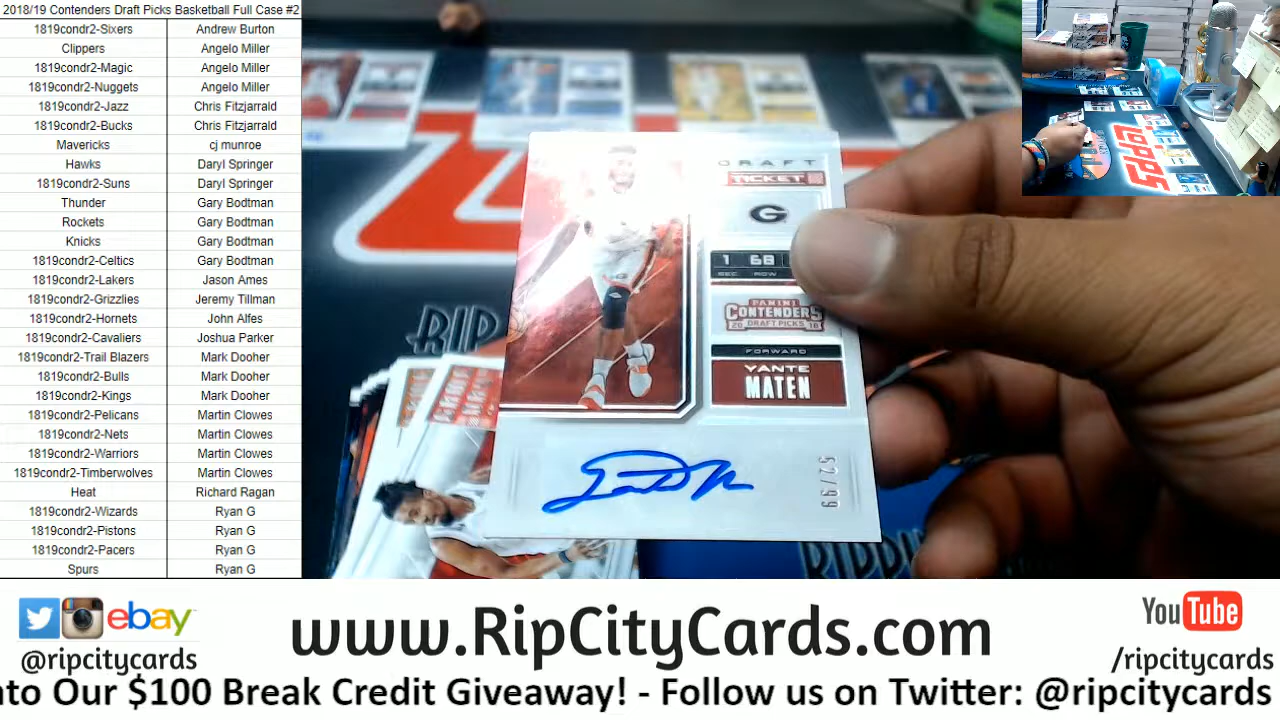 2018/19 Contenders Draft Picks Basketball Full Case #2
1819condr2-Sixers Andrew Burton
Clippers Angelo Miller
1819condr2-Magic Angelo Miller
1819condr2-Nuggets Angelo Miller
1819condr2-Jazz Chris Fitzjarrald
1819condr2-Bucks Chris Fitzjarrald
Mavericks cj munroe
Hawks Daryl Springer
1819condr2-Suns Daryl Springer
Thunder Gary Bodtman
Rockets Gary Bodtman
Knicks Gary Bodtman
1819condr2-Celtics Gary Bodtman
1819condr2-Lakers Jason Ames
1819condr2-Grizzlies Jeremy Tillman
1819condr2-Hornets John Alfes
1819condr2-Cavaliers Joshua Parker
1819condr2-Trail Blazers Mark Dooher
1819condr2-Bulls Mark Dooher
1819condr2-Kings Mark Dooher
1819condr2-Pelicans Martin Clowes
1819condr2-Nets Martin Clowes
1819condr2-Warriors Martin Clowes
1819condr2-Timberwolves Martin Clowes
Heat Richard Ragan
1819condr2-Wizards Ryan G
1819condr2-Pistons Ryan G
1819condr2-Pacers Ryan G
Spurs Ryan G
DRAFT
TICKET
G
1 6B
SEC ROW
PANINI
CONTENDERS
20 DRAFT PICKS 18
FORWARD
YANTE
MATEN
52/99
RIP
RIPPI
TOPPS
ebay
@ripcitycards
www.RipCityCards.com
YouTube
/ripcitycards
nto Our $100 Break Credit Giveaway! - Follow us on Twitter: @ripcitycards